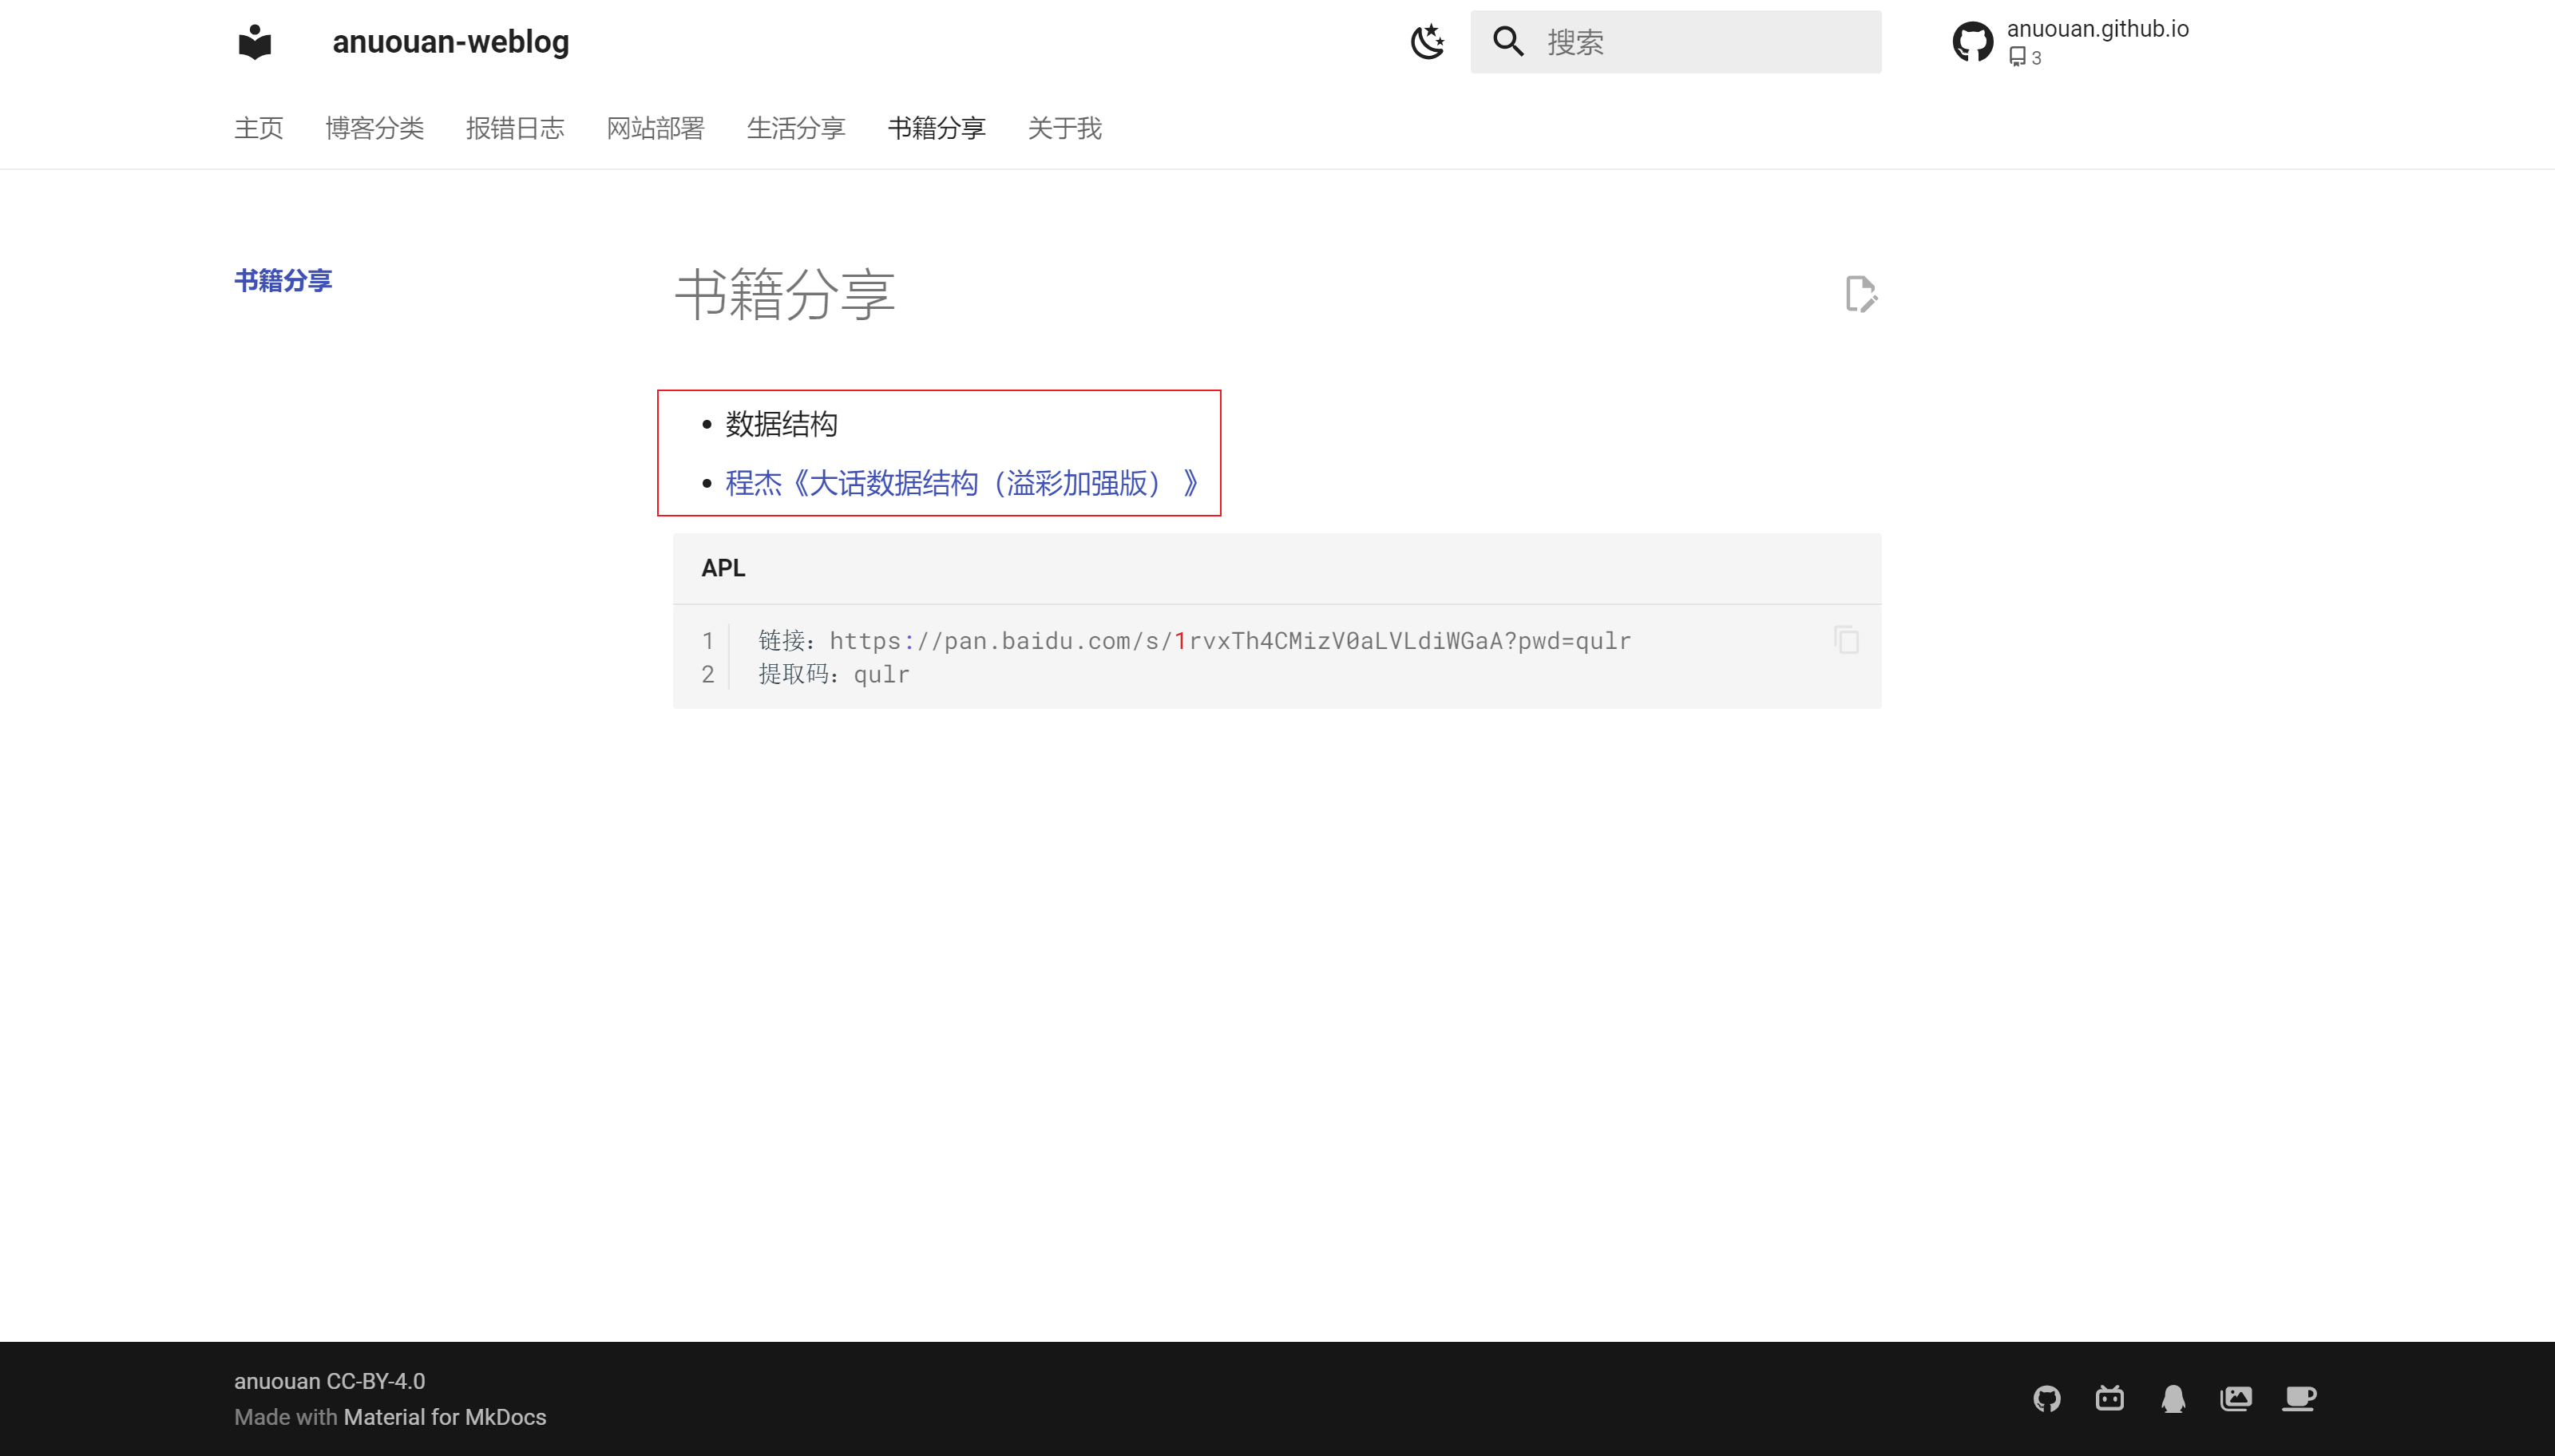 anuouan-weblog
搜索
anuouan.github.io
3
主页 博客分类 报错日志 网站部署 生活分享 书籍分享 关于我
书籍分享
书籍分享
数据结构
程杰《大话数据结构（溢彩加强版） 》
APL
1 链接：https://pan.baidu.com/s/1rvxTh4CMizV0aLVLdiWGaA?pwd=qulr
2 提取码：qulr
anuouan CC-BY-4.0
Made with Material for MkDocs